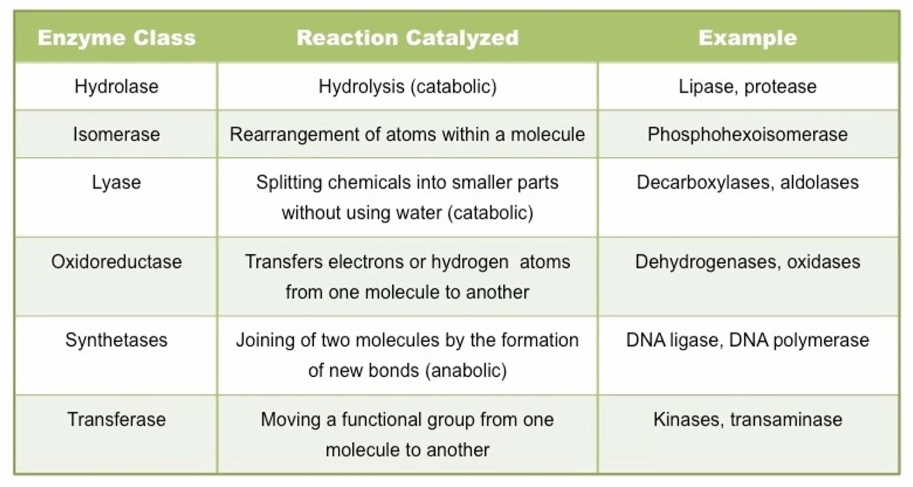 Enzyme Class Reaction Catalyzed Example
Hydrolase Hydrolysis (catabolic) Lipase, protease
Isomerase Rearrangement of atoms within a molecule Phosphohexoisomerase
Lyase Splitting chemicals into smaller parts Decarboxylases, aldolases
without using water (catabolic)
Oxidoreductase Transfers electrons or hydrogen atoms Dehydrogenases, oxidases
from one molecule to another
Synthetases Joining of two molecules by the formation DNA ligase, DNA polymerase
of new bonds (anabolic)
Transferase Moving a functional group from one Kinases, transaminase
molecule to another